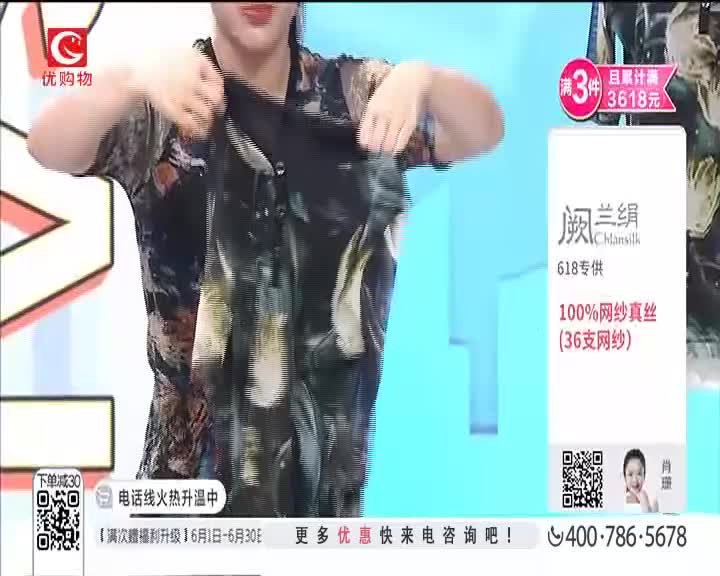 优购物
满3件
且累计满
3618元
阙兰绢
Chlansilk
618专供
100%网纱真丝
(36支网纱)
肖珊
下单减30
电话线火热升温中
【满次赠福利升级】6月1日-6月30日
更多优惠快来电咨询吧!
400·786·5678